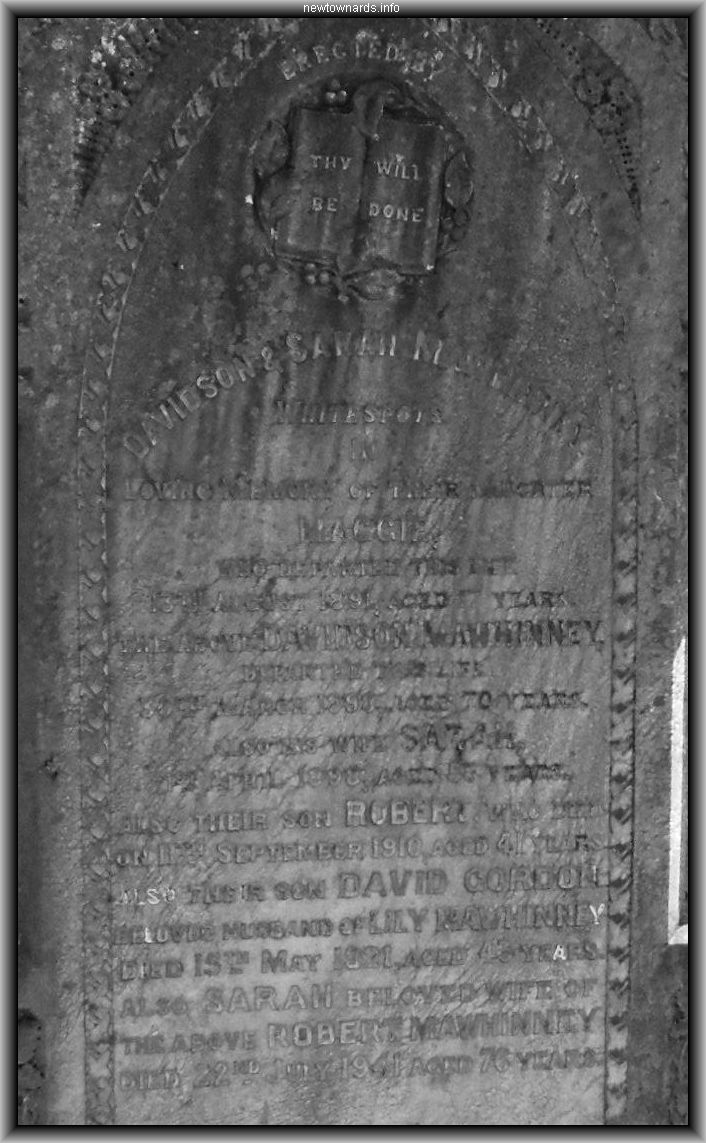 newtownards.info
ERECTED BY
THY WILL
BE DONE
DAVIDSON & SARAH MAWHINNEY
WHITESPOTS
IN
LOVING MEMORY OF THEIR DAUGHTER
MAGGIE,
WHO DEPARTED THIS LIFE
AUGUST 1891, AGED YEARS.
THE ABOVE DAVIDSON MAWHINNEY,
DEPARTED THIS LIFE
MARCH AGED 70 YEARS.
ALSO HIS WIFE SARAH,
APRIL AGED YEARS.
ALSO THEIR SON ROBERT, WHO DIED
ON 11TH SEPTEMBER 1910, AGED 41 YEARS
ALSO THEIR SON DAVID GORDON
BELOVED HUSBAND OF LILY MAWHINNEY
DIED 15TH MAY 1921, AGED YEARS.
ALSO SARAH BELOVED WIFE OF
THE ABOVE ROBERT MAWHINNEY
DIED 22ND JULY 1941 AGED 76 YEARS.